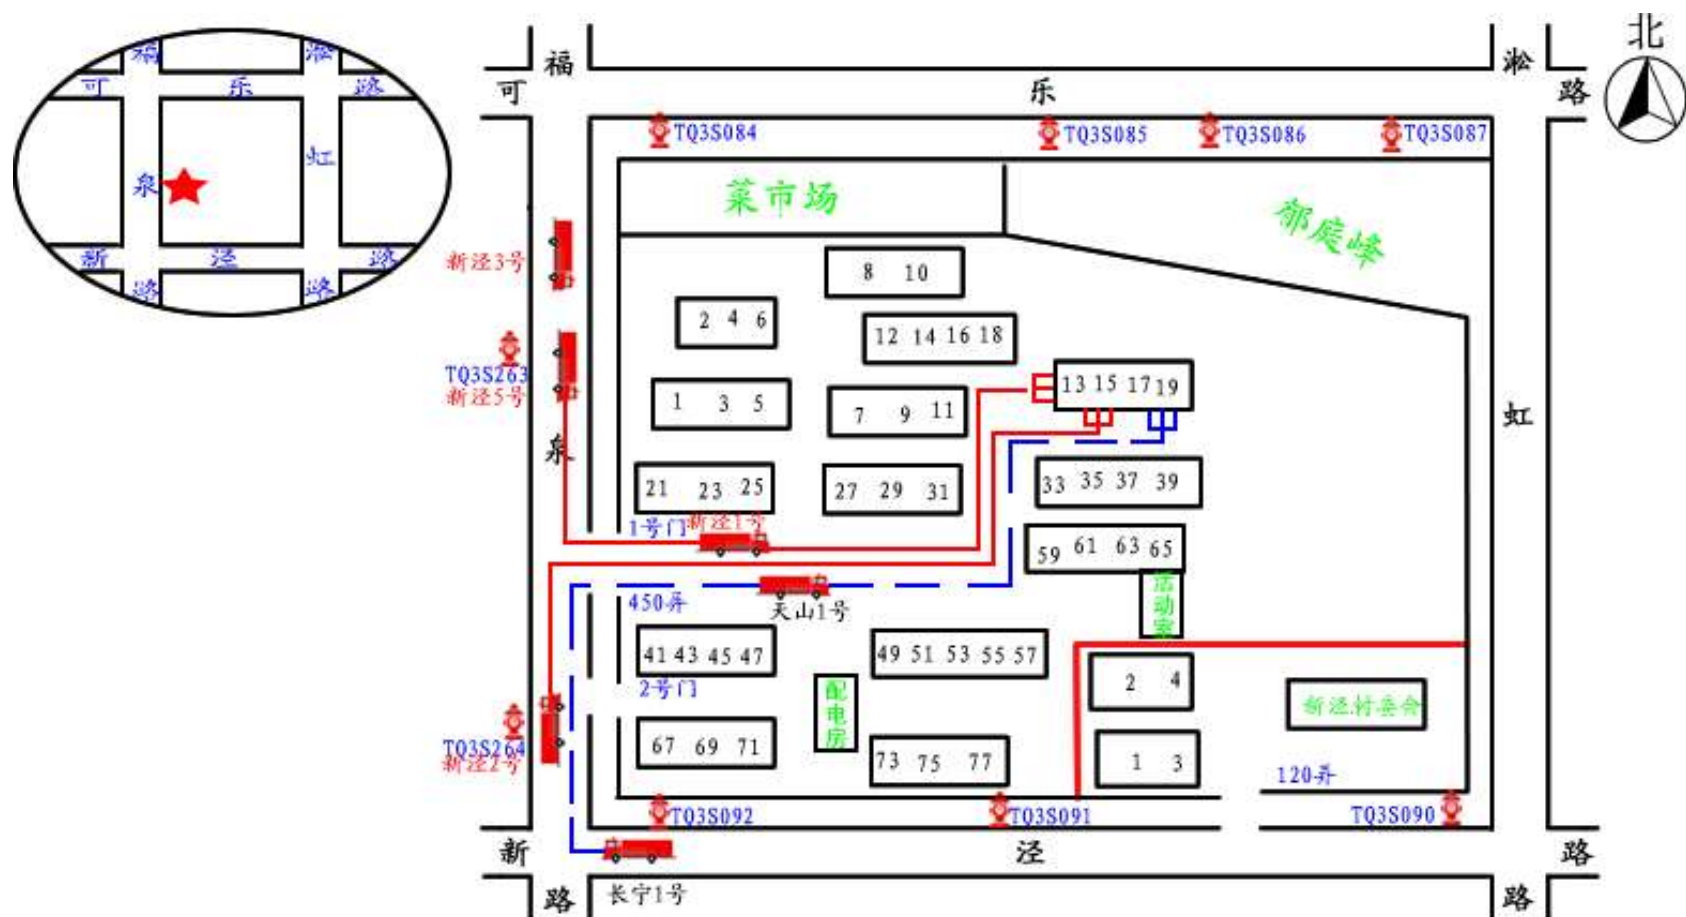 福
可 乐 路
泉
虹
新 泾 路
路 路
淞
北
福
淞
可 乐 路
TQ3S084
TQ3S085
TQ3S086
TQ3S087
菜市场
郁庭峰
新泾3号
8 10
2 4 6
12 14 16 18
TQ3S263
新泾5号
13 15 17 19
1 3 5
7 9 11
泉
虹
21 23 25
27 29 31
33 35 37 39
1号门
新泾1号
59 61 63 65
活动室
450弄
天山1号
41 43 45 47
49 51 53 55 57
2号门
配电房
2 4
新泾村委会
TQ3S264
新泾2号
67 69 71
73 75 77
1 3
120弄
TQ3S092
TQ3S091
TQ3S090
新 泾 路
长宁1号
路 路